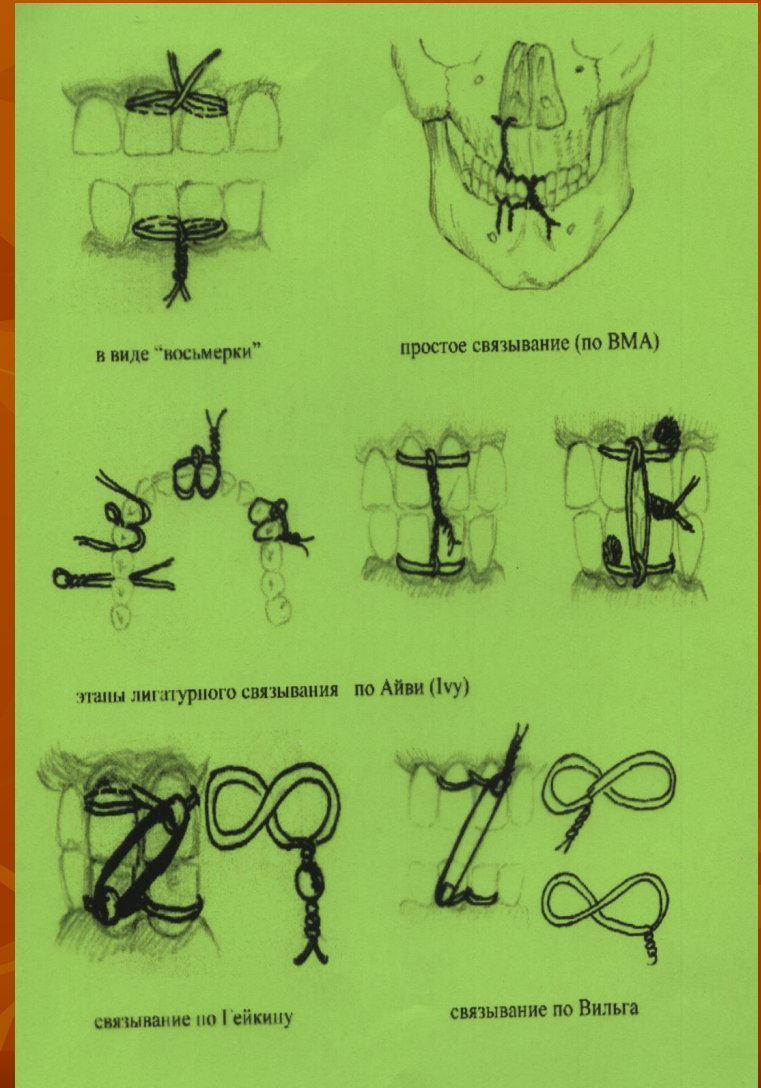 в виде “восьмерки”
простое связывание (по ВМА)
этапы лигатурного связывания по Айви (Ivy)
связывание по Гейкину
связывание по Вильга